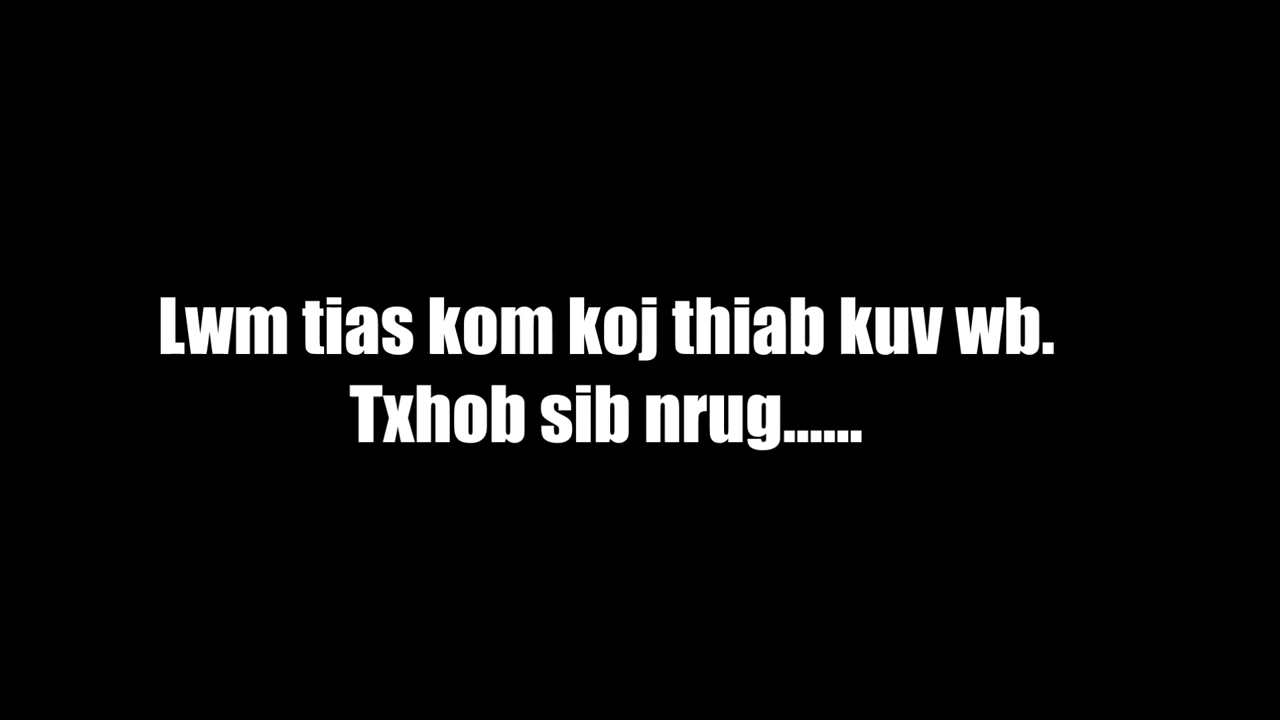 Lwm tias kom koj thiab kuv wb.
Txhob sib nrug......